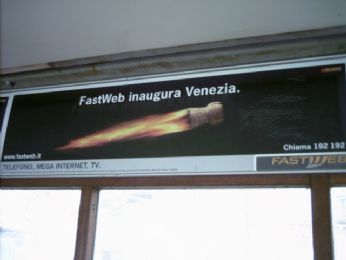 FastWeb inaugura Venezia.
www.fastweb.it
Chiama 192 192
TELEFONO, MEGA INTERNET, TV.
FASTWEB